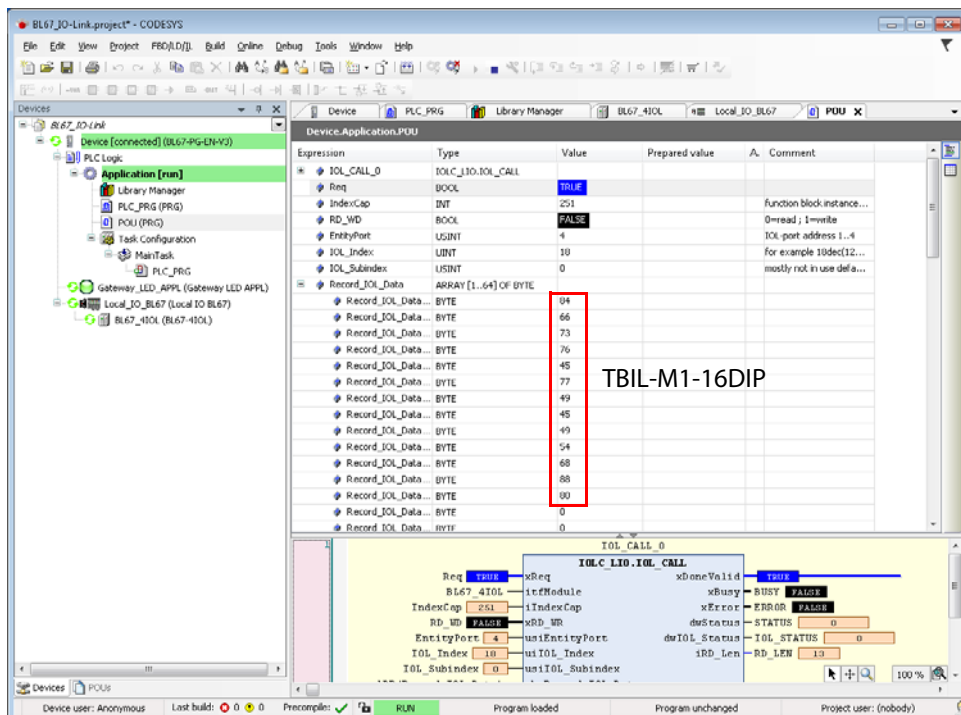 BL67_IO-Link.project* - CODESYS
File Edit View Project FBD/LD/IL Build Online Debug Tools Window Help
Devices
BL67_IO-Link
Device [connected] (BL67-PG-EN-V3)
PLC Logic
Application [run]
Library Manager
PLC_PRG (PRG)
POU (PRG)
Task Configuration
MainTask
PLC_PRG
Gateway_LED_APPL (Gateway LED APPL)
Local_IO_BL67 (Local IO BL67)
BL67_4IOL (BL67-4IOL)
Devices POUs
Device PLC_PRG Library Manager BL67_4IOL Local_IO_BL67 POU X
Device.Application.POU
Expression Type Value Prepared value A. Comment
IOL_CALL_0 IOLC_LIO.IOL_CALL
Req BOOL TRUE
IndexCap INT 251 function block instance...
RD_WD BOOL FALSE 0=read ; 1=write
EntityPort USINT 4 IOL-port address 1..4
IOL_Index UINT 18 for example 18dec(12...
IOL_Subindex USINT 0 mostly not in use defa...
Record_IOL_Data ARRAY [1..64] OF BYTE
Record_IOL_Data... BYTE 84
Record_IOL_Data... BYTE 66
Record_IOL_Data... BYTE 73
Record_IOL_Data... BYTE 76
Record_IOL_Data... BYTE 45
Record_IOL_Data... BYTE 77
Record_IOL_Data... BYTE 49
Record_IOL_Data... BYTE 45
Record_IOL_Data... BYTE 49
Record_IOL_Data... BYTE 54
Record_IOL_Data... BYTE 68
Record_IOL_Data... BYTE 88
Record_IOL_Data... BYTE 80
Record_IOL_Data... BYTE 0
Record_IOL_Data... BYTE 0
TBIL-M1-16DIP
1
IOL_CALL_0
IOLC_LIO.IOL_CALL
Req TRUE xReq xDoneValid TRUE
BL67_4IOL itfModule xBusy BUSY FALSE
IndexCap 251 iIndexCap xError ERROR FALSE
RD_WD FALSE xRD_WR dwStatus STATUS 0
EntityPort 4 usiEntityPort dwIOL_Status IOL_STATUS 0
IOL_Index 18 uiIOL_Index iRD_Len RD_LEN 13
IOL_Subindex 0 usiIOL_Subindex
100 %
Device user: Anonymous Last build: 0 0 Precompile: RUN Program loaded Program unchanged Project user: (nobody)